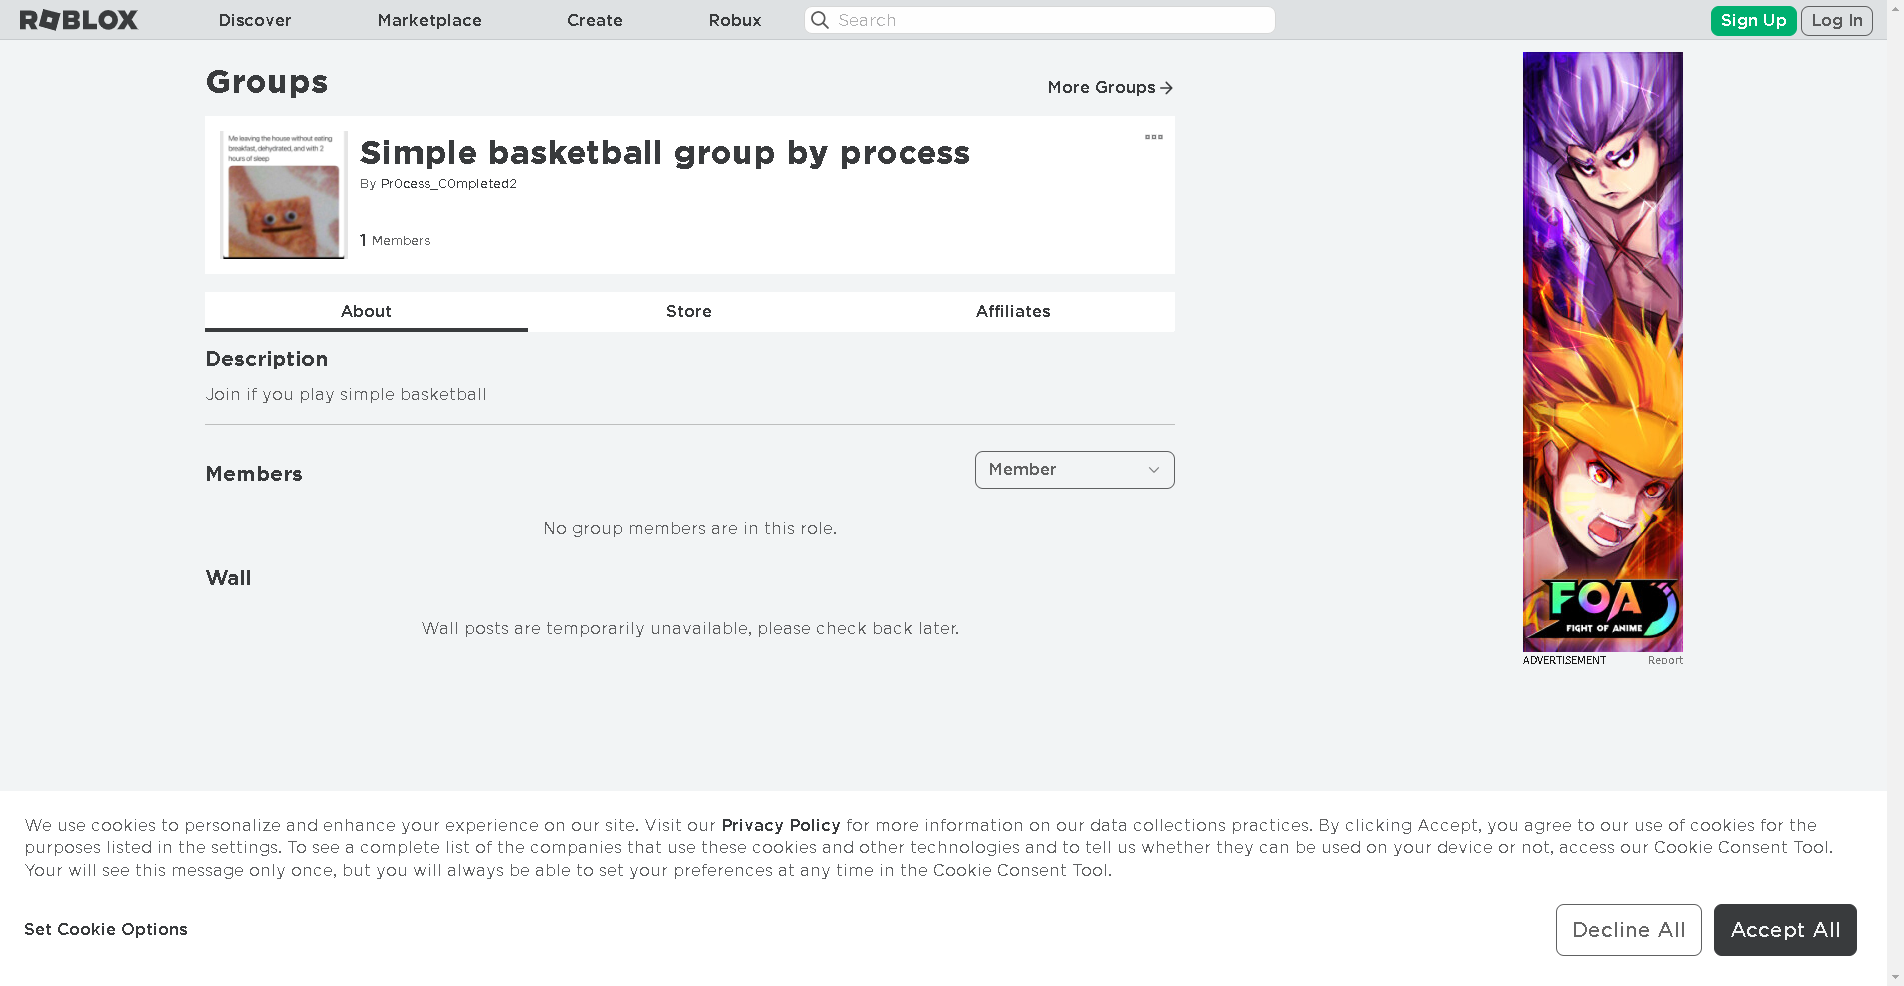 ROBLOX
Discover
Marketplace
Create
Robux
Search
Sign Up
Log In
Groups
More Groups
Me leaving the house without eating
breakfast, dehydrated, and with 2
hours of sleep
Simple basketball group by process
By Pr0cess_C0mpleted2
1 Members
About
Store
Affiliates
Description
Join if you play simple basketball
Members
Member
No group members are in this role.
Wall
Wall posts are temporarily unavailable, please check back later.
FOA
FIGHT OF ANIME
ADVERTISEMENT
Report
We use cookies to personalize and enhance your experience on our site. Visit our Privacy Policy for more information on our data collections practices. By clicking Accept, you agree to our use of cookies for the
purposes listed in the settings. To see a complete list of the companies that use these cookies and other technologies and to tell us whether they can be used on your device or not, access our Cookie Consent Tool.
Your will see this message only once, but you will always be able to set your preferences at any time in the Cookie Consent Tool.
Set Cookie Options
Decline All
Accept All